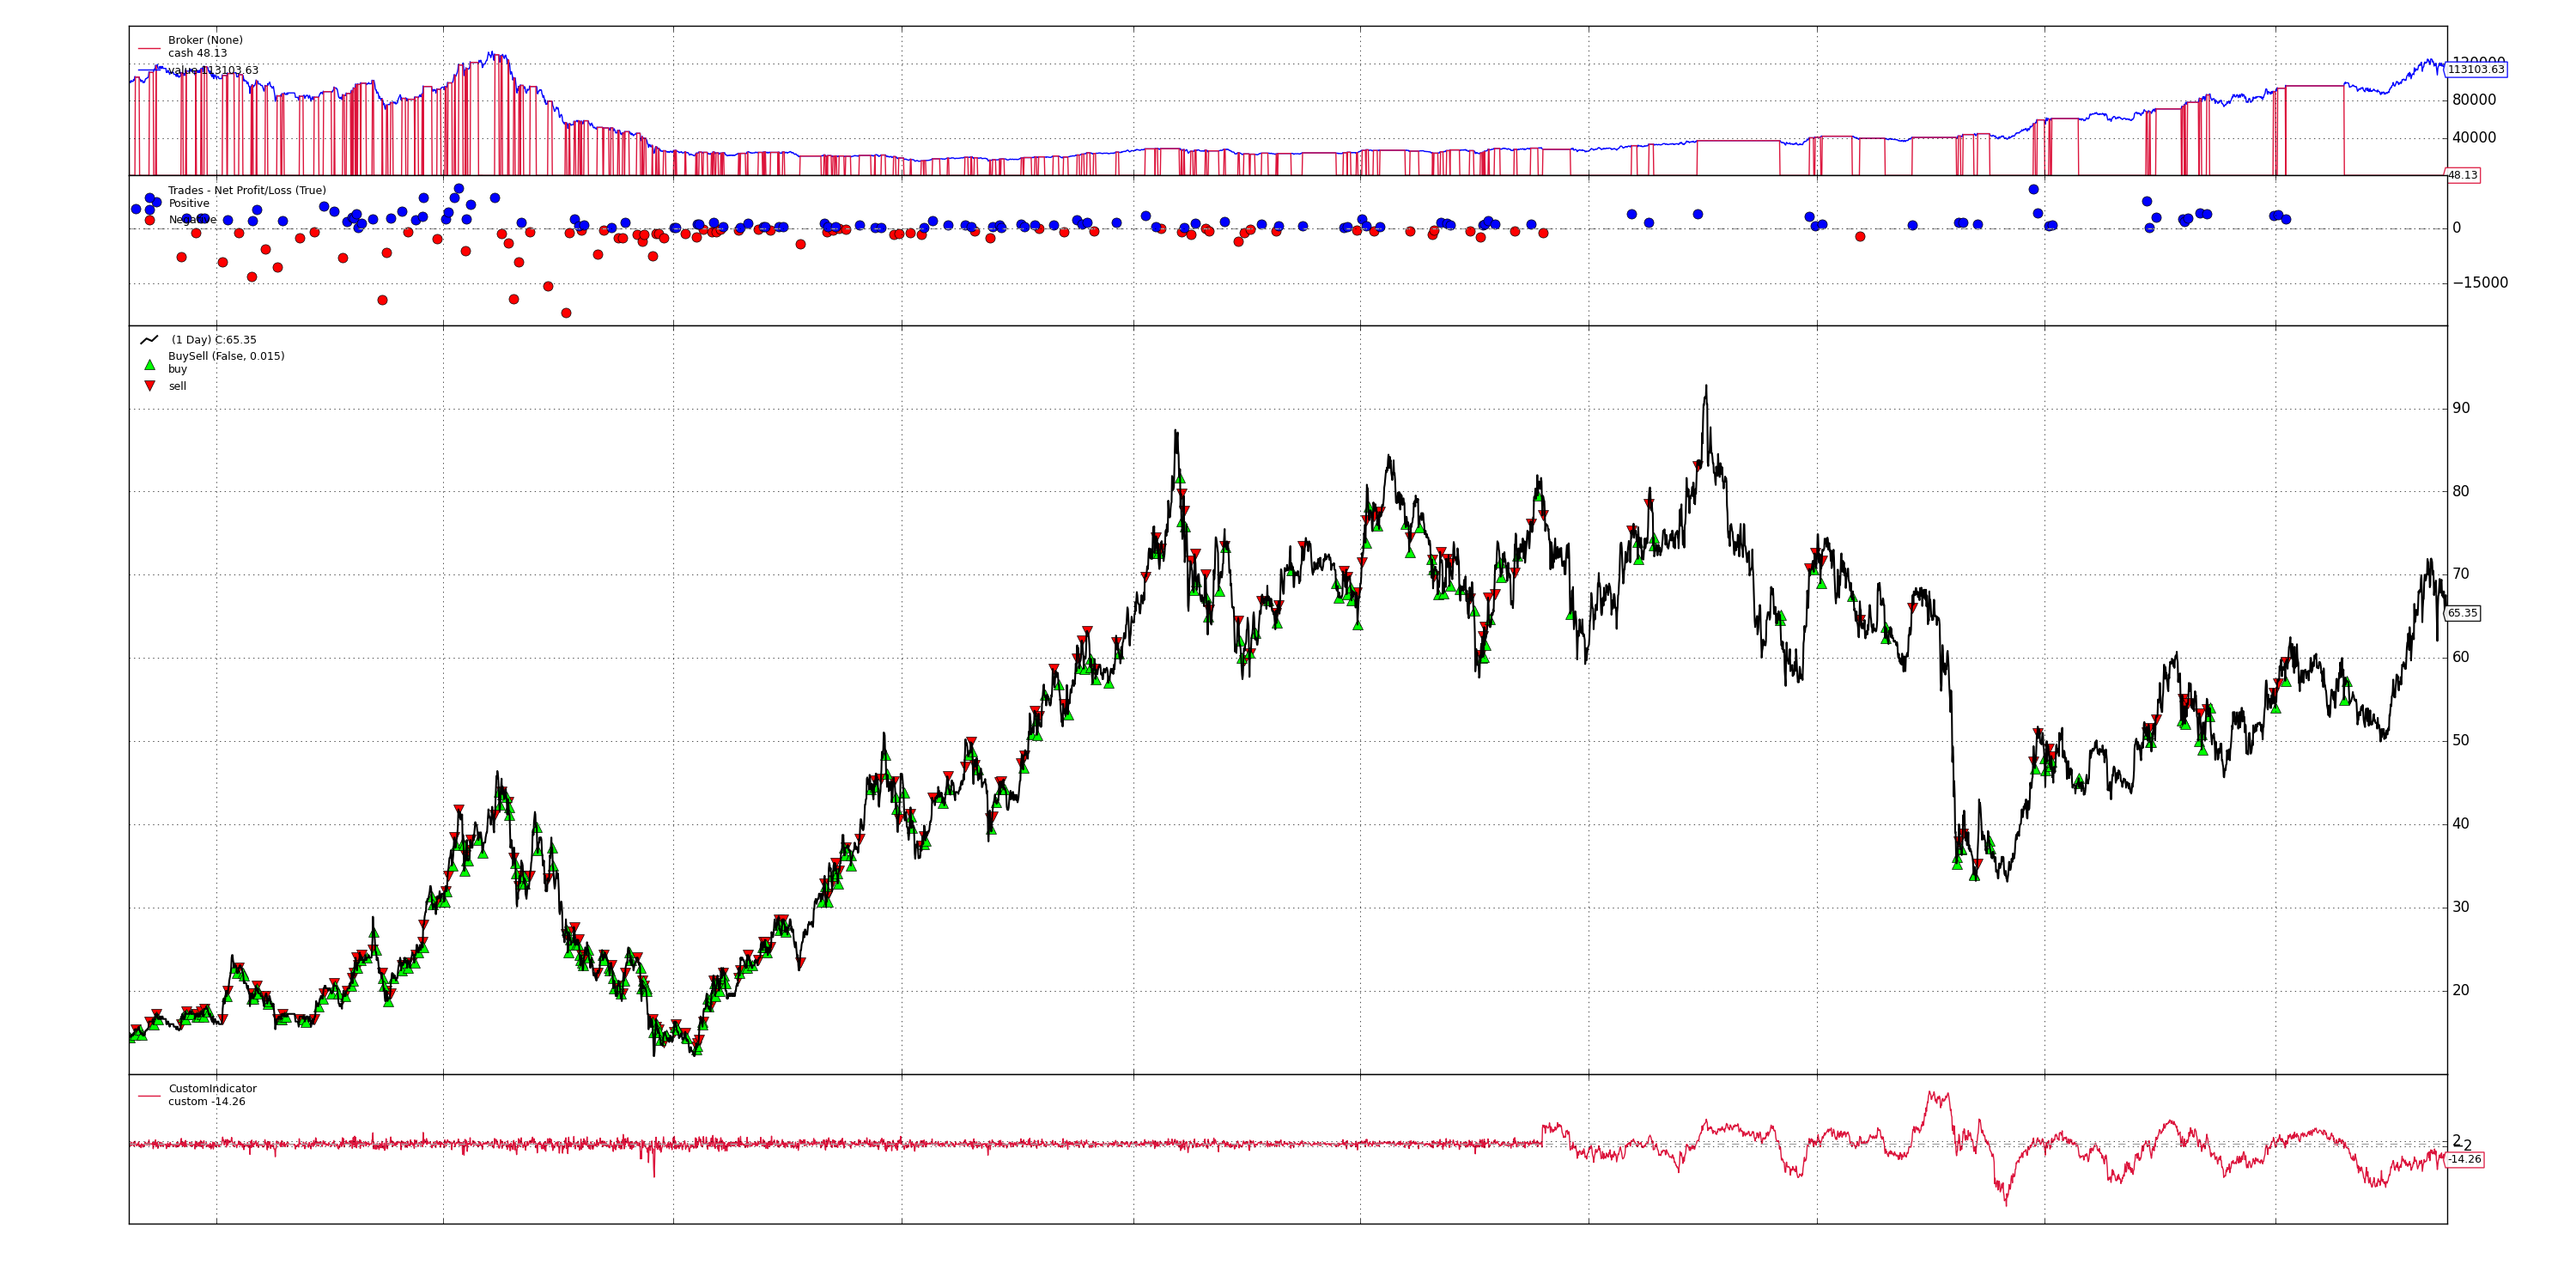 Broker (None)
cash 48.13
value 113103.63
120000
113103.63
80000
40000
48.13
Trades - Net Profit/Loss (True)
Positive
Negative
0
−15000
(1 Day) C:65.35
BuySell (False, 0.015)
buy
sell
90
80
70
65.35
60
50
40
30
20
CustomIndicator
custom -14.26
2
−2
-14.26